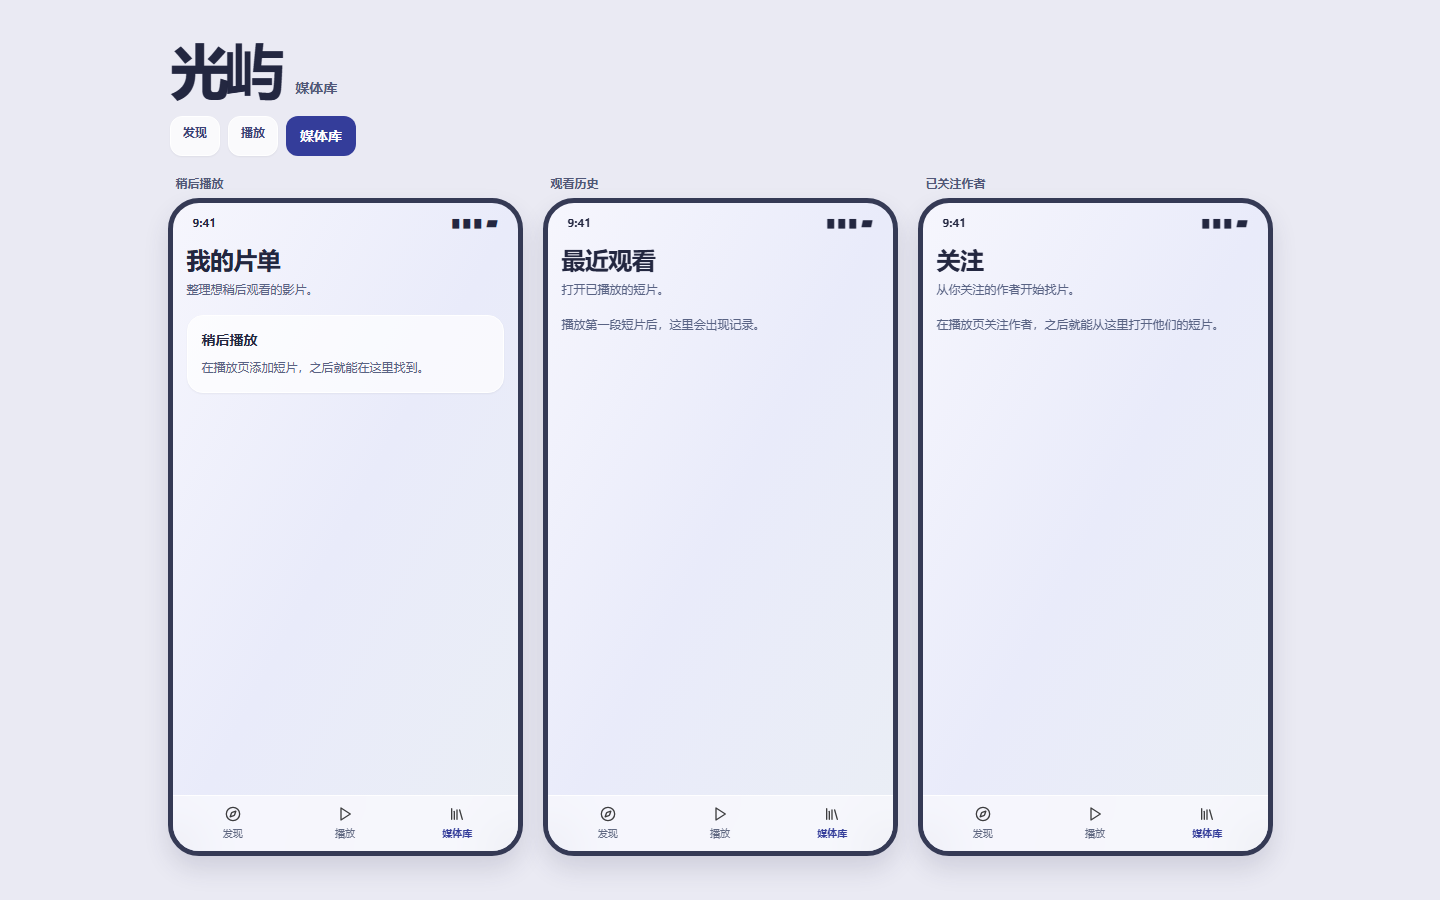 光屿 媒体库
发现 播放 媒体库
稍后播放
9:41
我的片单
整理想稍后观看的影片。
稍后播放
在播放页添加短片，之后就能在这里找到。
发现 播放 媒体库
观看历史
9:41
最近观看
打开已播放的短片。
播放第一段短片后，这里会出现记录。
发现 播放 媒体库
已关注作者
9:41
关注
从你关注的作者开始找片。
在播放页关注作者，之后就能从这里打开他们的短片。
发现 播放 媒体库